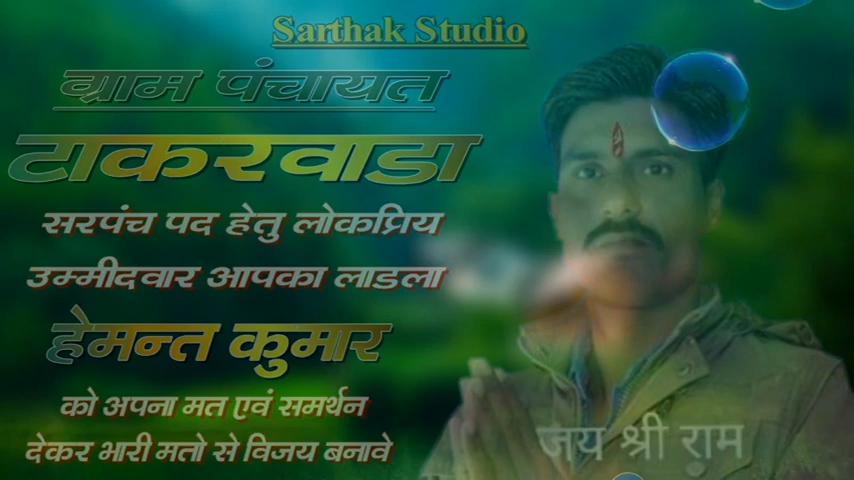 Sarthak Studio
ग्राम पंचायत
टाकरवाडा
सरपंच पद हेतु लोकप्रिय
उम्मीदवार आपका लाडला
हेमन्त कुमार
को अपना मत एवं समर्थन
देकर भारी मतो से विजय बनावे
जय श्री राम